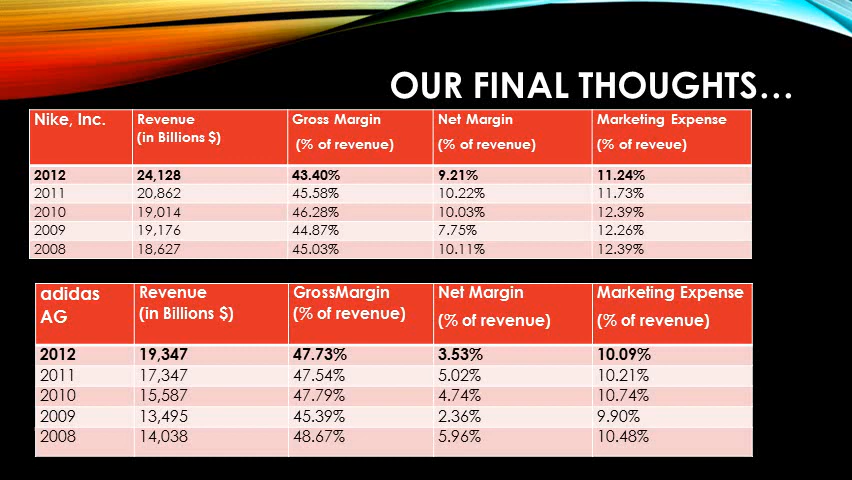 OUR FINAL THOUGHTS…
Nike, Inc. Revenue (in Billions $) Gross Margin (% of revenue) Net Margin (% of revenue) Marketing Expense (% of reveue)
2012 24,128 43.40% 9.21% 11.24%
2011 20,862 45.58% 10.22% 11.73%
2010 19,014 46.28% 10.03% 12.39%
2009 19,176 44.87% 7.75% 12.26%
2008 18,627 45.03% 10.11% 12.39%
adidas AG Revenue (in Billions $) GrossMargin (% of revenue) Net Margin (% of revenue) Marketing Expense (% of revenue)
2012 19,347 47.73% 3.53% 10.09%
2011 17,347 47.54% 5.02% 10.21%
2010 15,587 47.79% 4.74% 10.74%
2009 13,495 45.39% 2.36% 9.90%
2008 14,038 48.67% 5.96% 10.48%